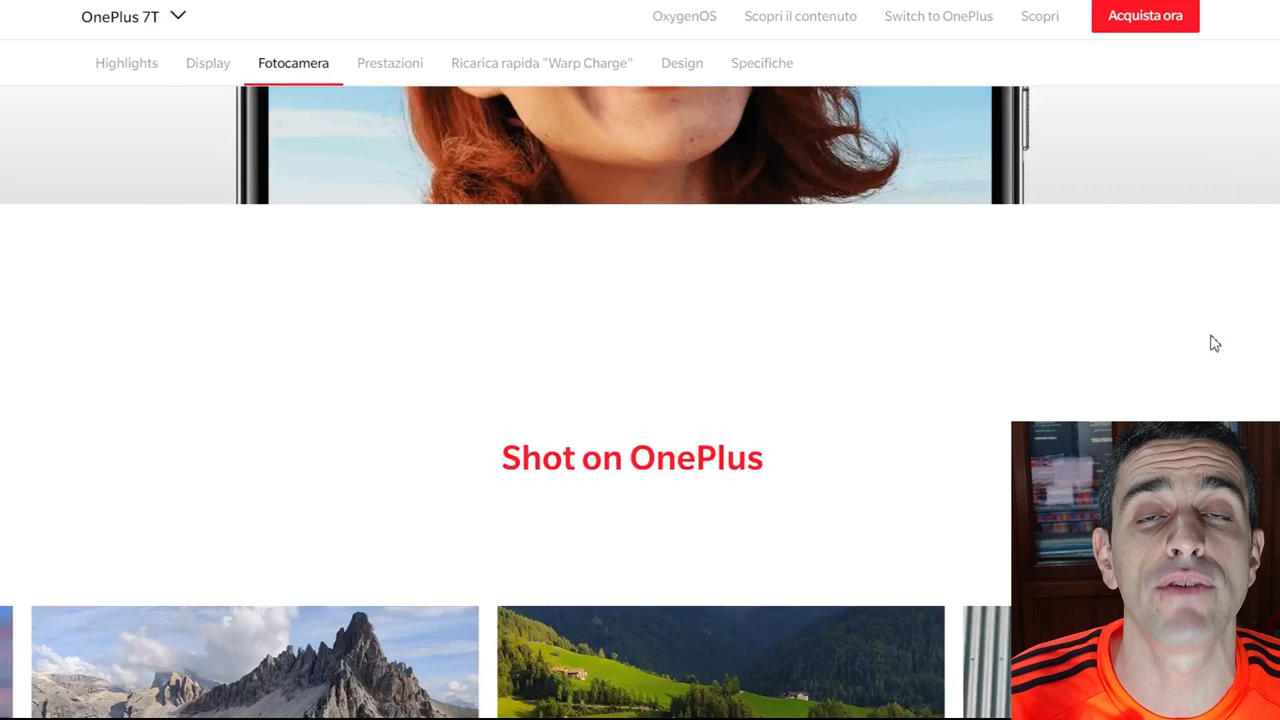 OnePlus 7T
OxygenOS
Scopri il contenuto
Switch to OnePlus
Scopri
Acquista ora
Highlights
Display
Fotocamera
Prestazioni
Ricarica rapida "Warp Charge"
Design
Specifiche
Shot on OnePlus